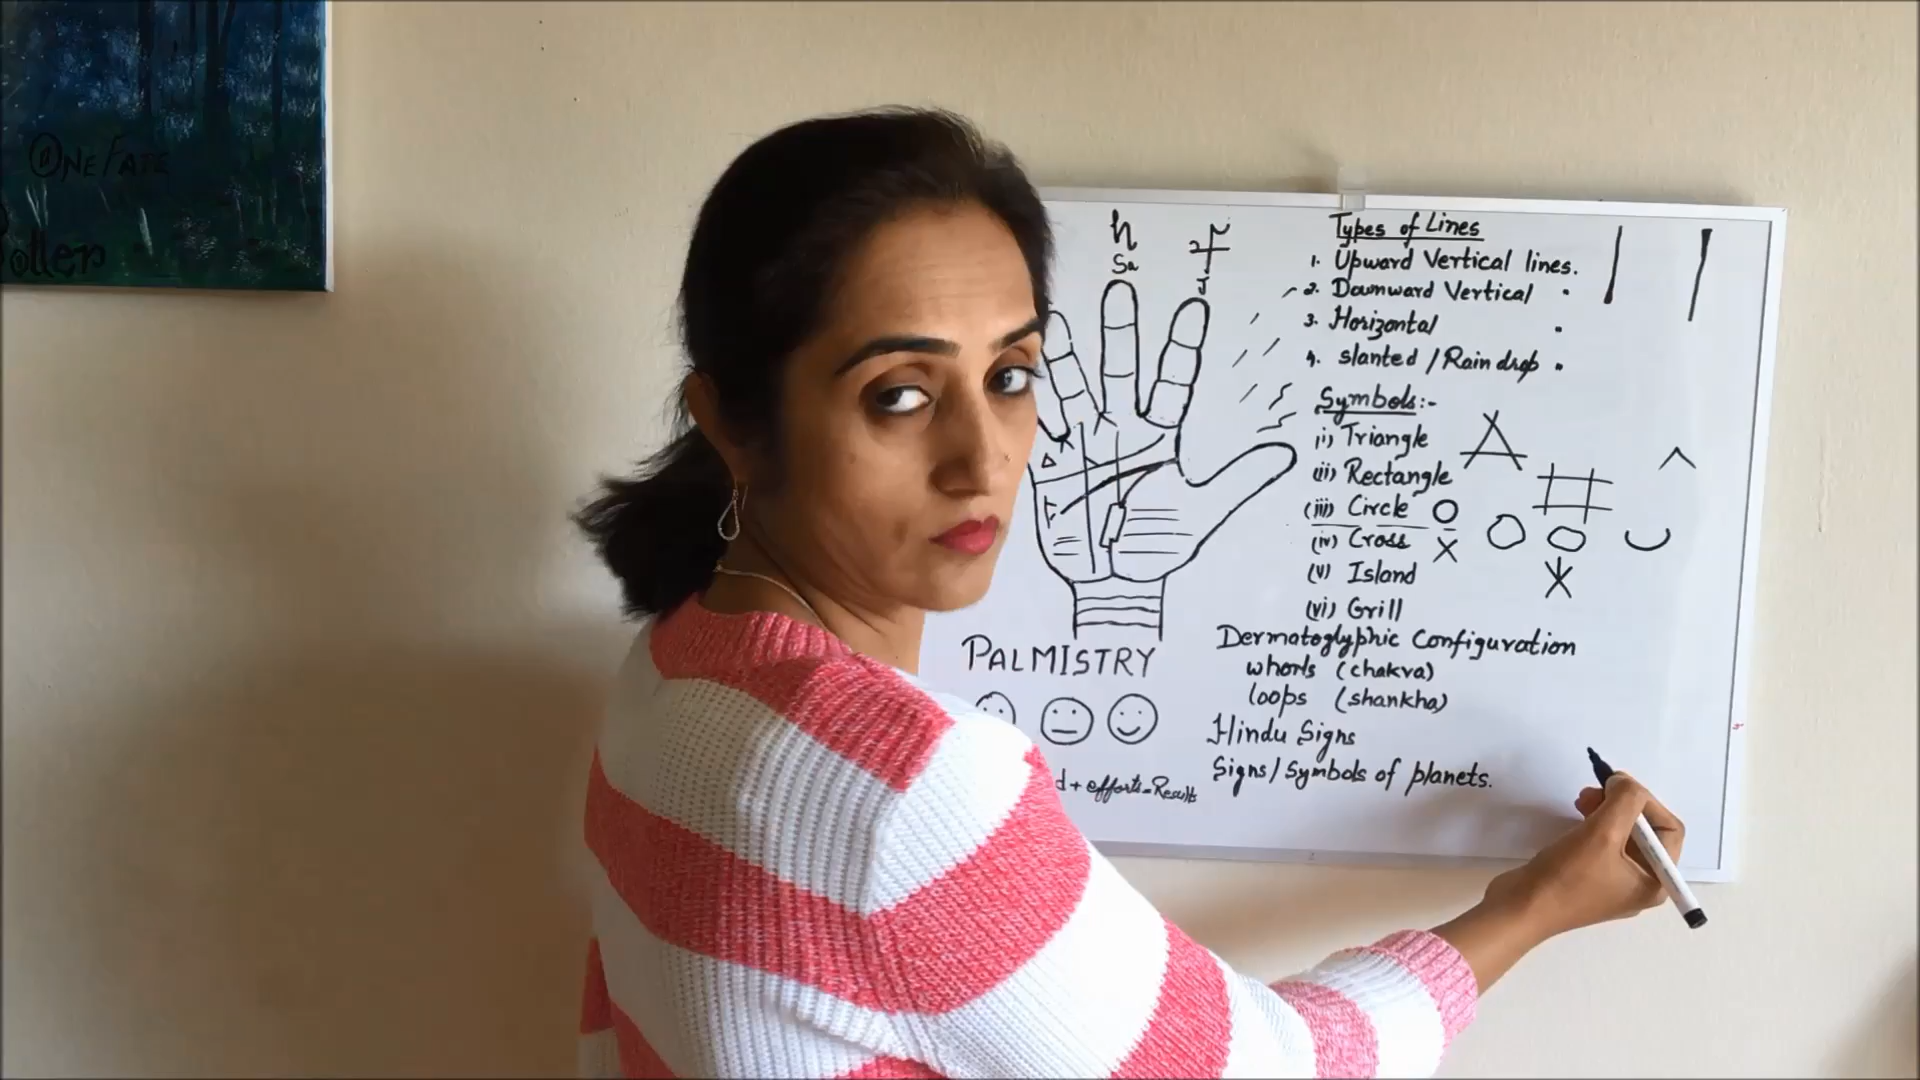 OneFate
oller
Sa
Types of Lines
1. Upward Vertical lines.
2. Downward Vertical "
3. Horizontal "
4. slanted / Rain drop "
Symbols:-
(i) Triangle
(ii) Rectangle
(iii) Circle
(iv) Cross
(v) Island
(vi) Grill
Dermatoglyphic Configuration
whorls (chakra)
loops (shankha)
Hindu Signs
Signs/Symbols of planets.
PALMISTRY
d + efforts = Results